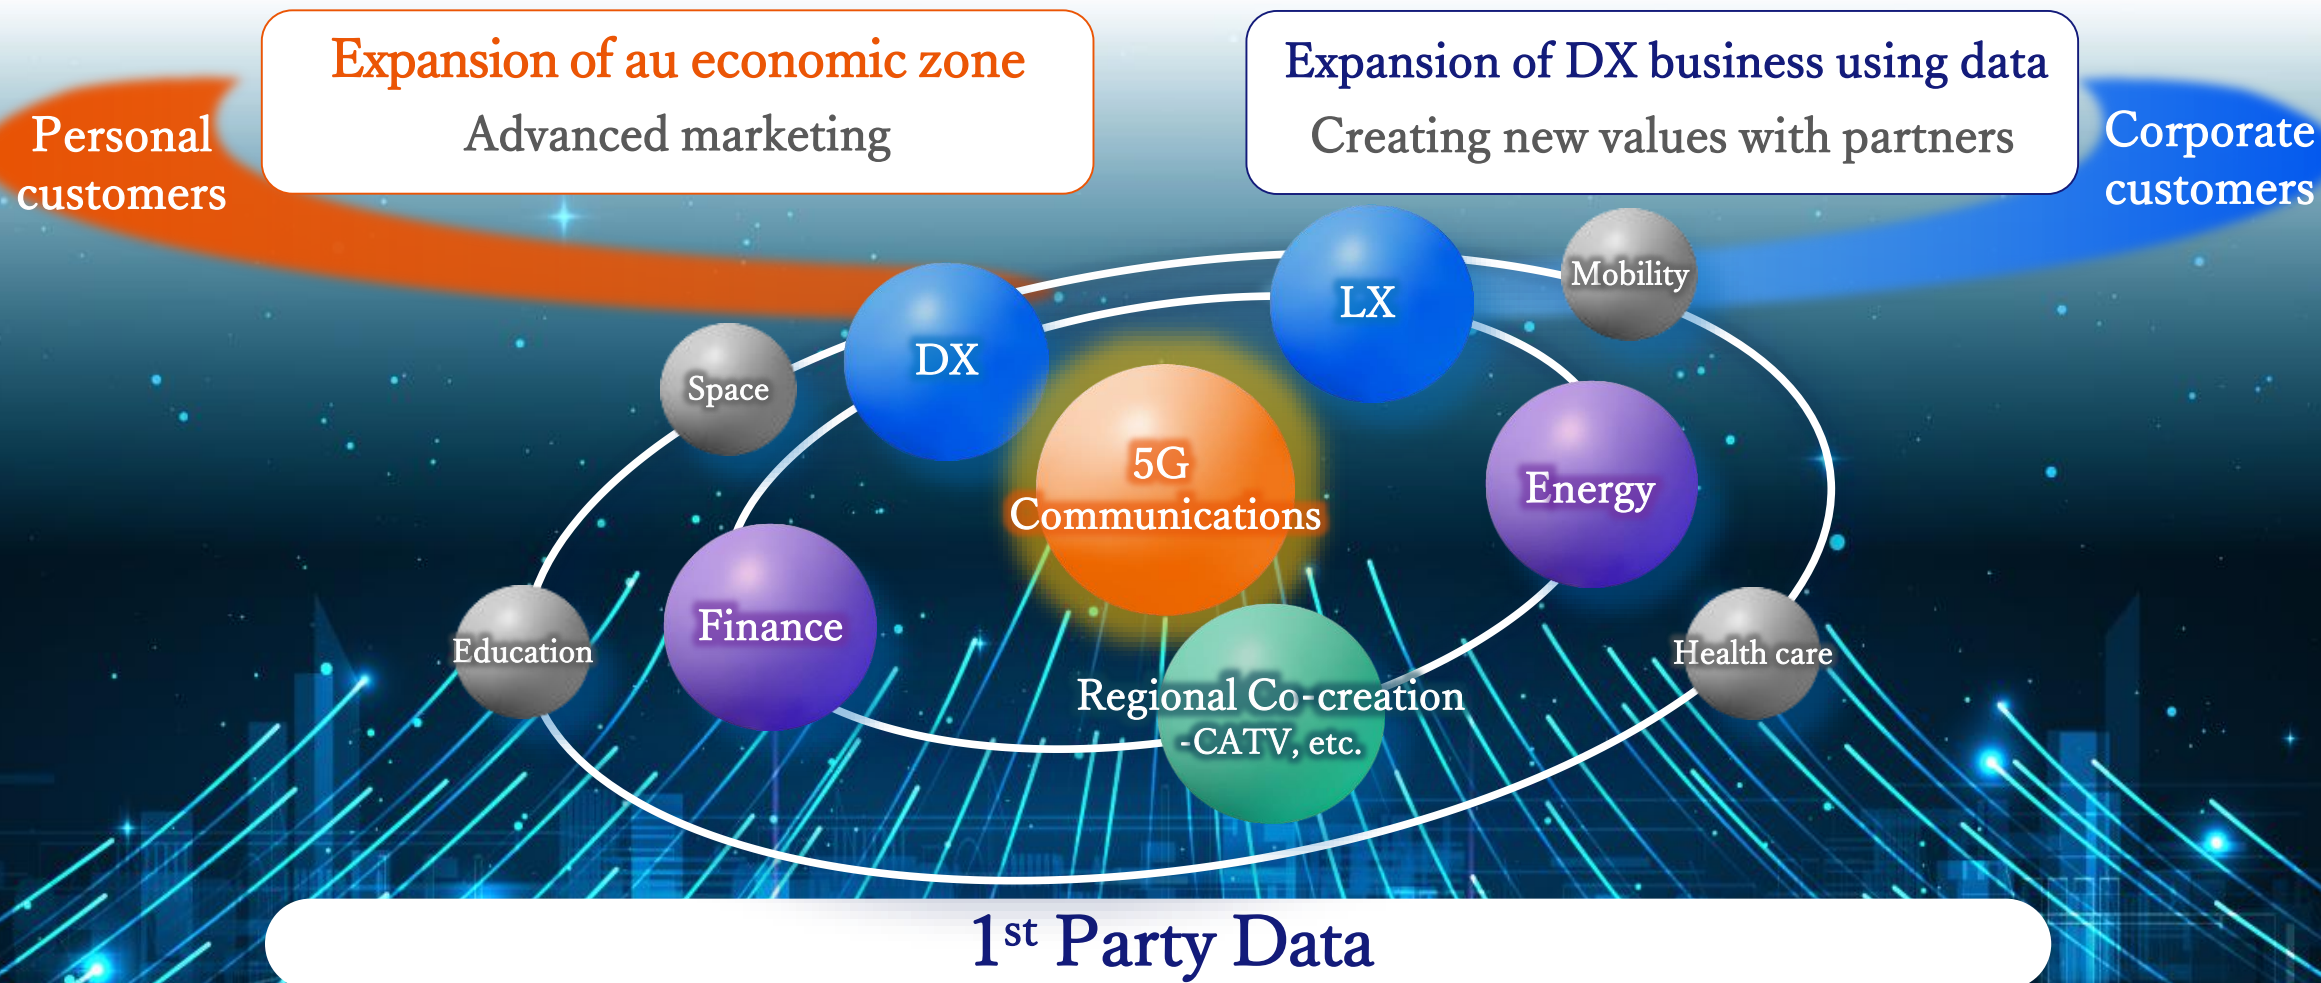 Expansion of au economic zone
Advanced marketing
Expansion of DX business using data
Creating new values with partners
Personal
customers
Corporate
customers
LX
Mobility
DX
Space
5G
Communications
Energy
Finance
Education
Health care
Regional Co-creation
-CATV, etc.
1st Party Data